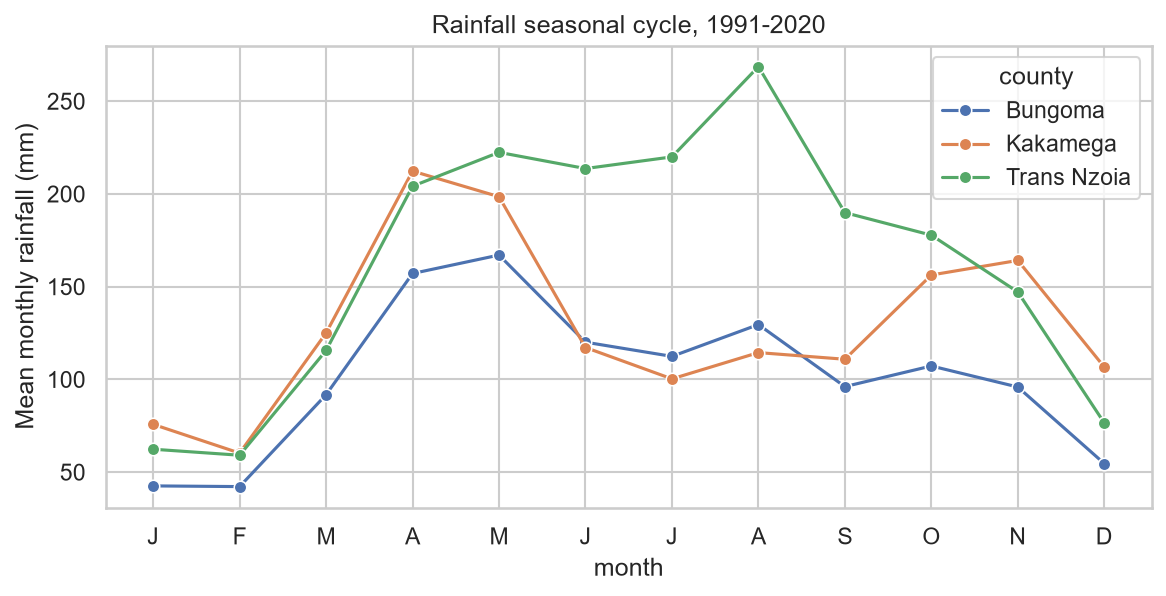 Rainfall seasonal cycle, 1991-2020
Mean monthly rainfall (mm)
250
200
150
100
50
county
Bungoma
Kakamega
Trans Nzoia
J F M A M J J A S O N D
month